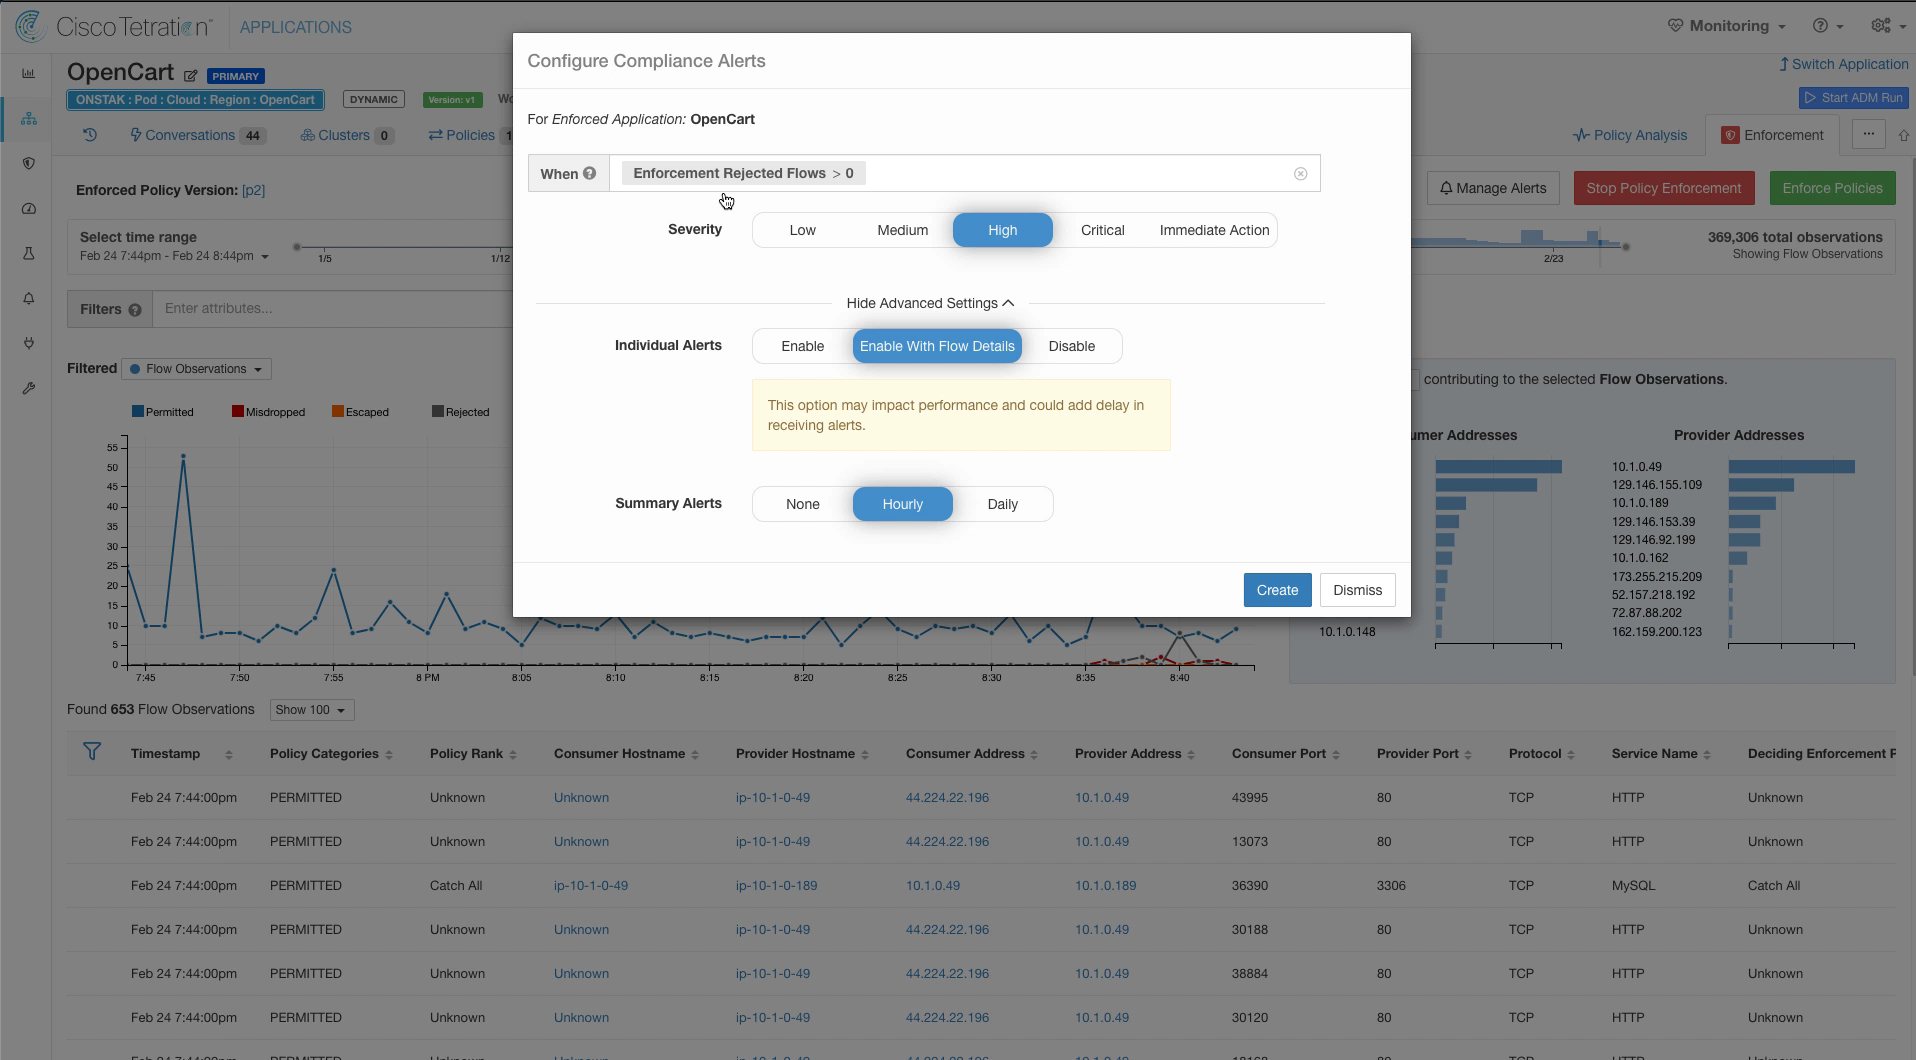 Cisco Tetration™ APPLICATIONS
Monitoring
OpenCart PRIMARY
Switch Application
ONSTAK : Pod : Cloud : Region : OpenCart DYNAMIC Version: v1
Start ADM Run
Conversations 44 Clusters 0 Policies
Policy Analysis Enforcement ...
Enforced Policy Version: [p2]
Manage Alerts Stop Policy Enforcement Enforce Policies
Select time range
Feb 24 7:44pm - Feb 24 8:44pm
1/5 1/12 2/23
369,306 total observations
Showing Flow Observations
Filters ? Enter attributes...
Configure Compliance Alerts
For Enforced Application: OpenCart
When ? Enforcement Rejected Flows > 0
Severity Low Medium High Critical Immediate Action
Hide Advanced Settings
Individual Alerts Enable Enable With Flow Details Disable
This option may impact performance and could add delay in
receiving alerts.
Summary Alerts None Hourly Daily
Create Dismiss
Filtered Flow Observations
Permitted Misdropped Escaped Rejected
55
50
45
40
35
30
25
20
15
10
5
0
7:45 7:50 7:55 8 PM 8:05 8:10 8:15 8:20 8:25 8:30 8:35 8:40
contributing to the selected Flow Observations.
umer Addresses Provider Addresses
10.1.0.49
129.146.155.109
10.1.0.189
129.146.153.39
129.146.92.199
10.1.0.162
173.255.215.209
52.157.218.192
72.87.88.202
10.1.0.148 162.159.200.123
Found 653 Flow Observations Show 100
Timestamp Policy Categories Policy Rank Consumer Hostname Provider Hostname Consumer Address Provider Address Consumer Port Provider Port Protocol Service Name Deciding Enforcement P
Feb 24 7:44:00pm PERMITTED Unknown Unknown ip-10-1-0-49 44.224.22.196 10.1.0.49 43995 80 TCP HTTP Unknown
Feb 24 7:44:00pm PERMITTED Unknown Unknown ip-10-1-0-49 44.224.22.196 10.1.0.49 13073 80 TCP HTTP Unknown
Feb 24 7:44:00pm PERMITTED Catch All ip-10-1-0-49 ip-10-1-0-189 10.1.0.49 10.1.0.189 36390 3306 TCP MySQL Catch All
Feb 24 7:44:00pm PERMITTED Unknown Unknown ip-10-1-0-49 44.224.22.196 10.1.0.49 30188 80 TCP HTTP Unknown
Feb 24 7:44:00pm PERMITTED Unknown Unknown ip-10-1-0-49 44.224.22.196 10.1.0.49 38884 80 TCP HTTP Unknown
Feb 24 7:44:00pm PERMITTED Unknown Unknown ip-10-1-0-49 44.224.22.196 10.1.0.49 30120 80 TCP HTTP Unknown